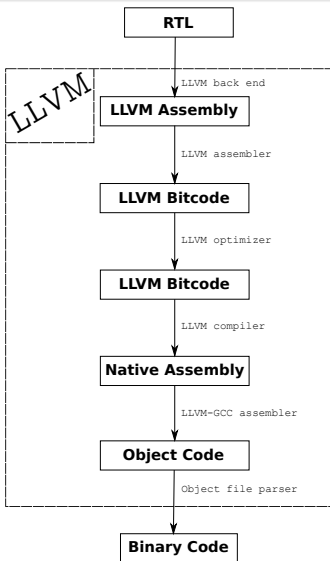 RTL
LLVM back end
LLVM
LLVM Assembly
LLVM assembler
LLVM Bitcode
LLVM optimizer
LLVM Bitcode
LLVM compiler
Native Assembly
LLVM-GCC assembler
Object Code
Object file parser
Binary Code